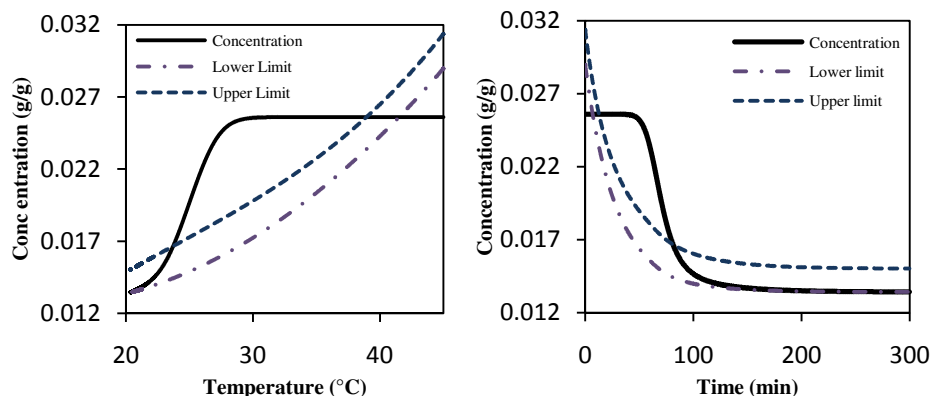 0.032
0.027
0.022
0.017
0.012
Conc entration (g/g)
Concentration
Lower Limit
Upper Limit
20
30
40
Temperature (°C)
0.032
0.027
0.022
0.017
0.012
Concentration (g/g)
Concentration
Lower limit
Upper limit
0
100
200
300
Time (min)